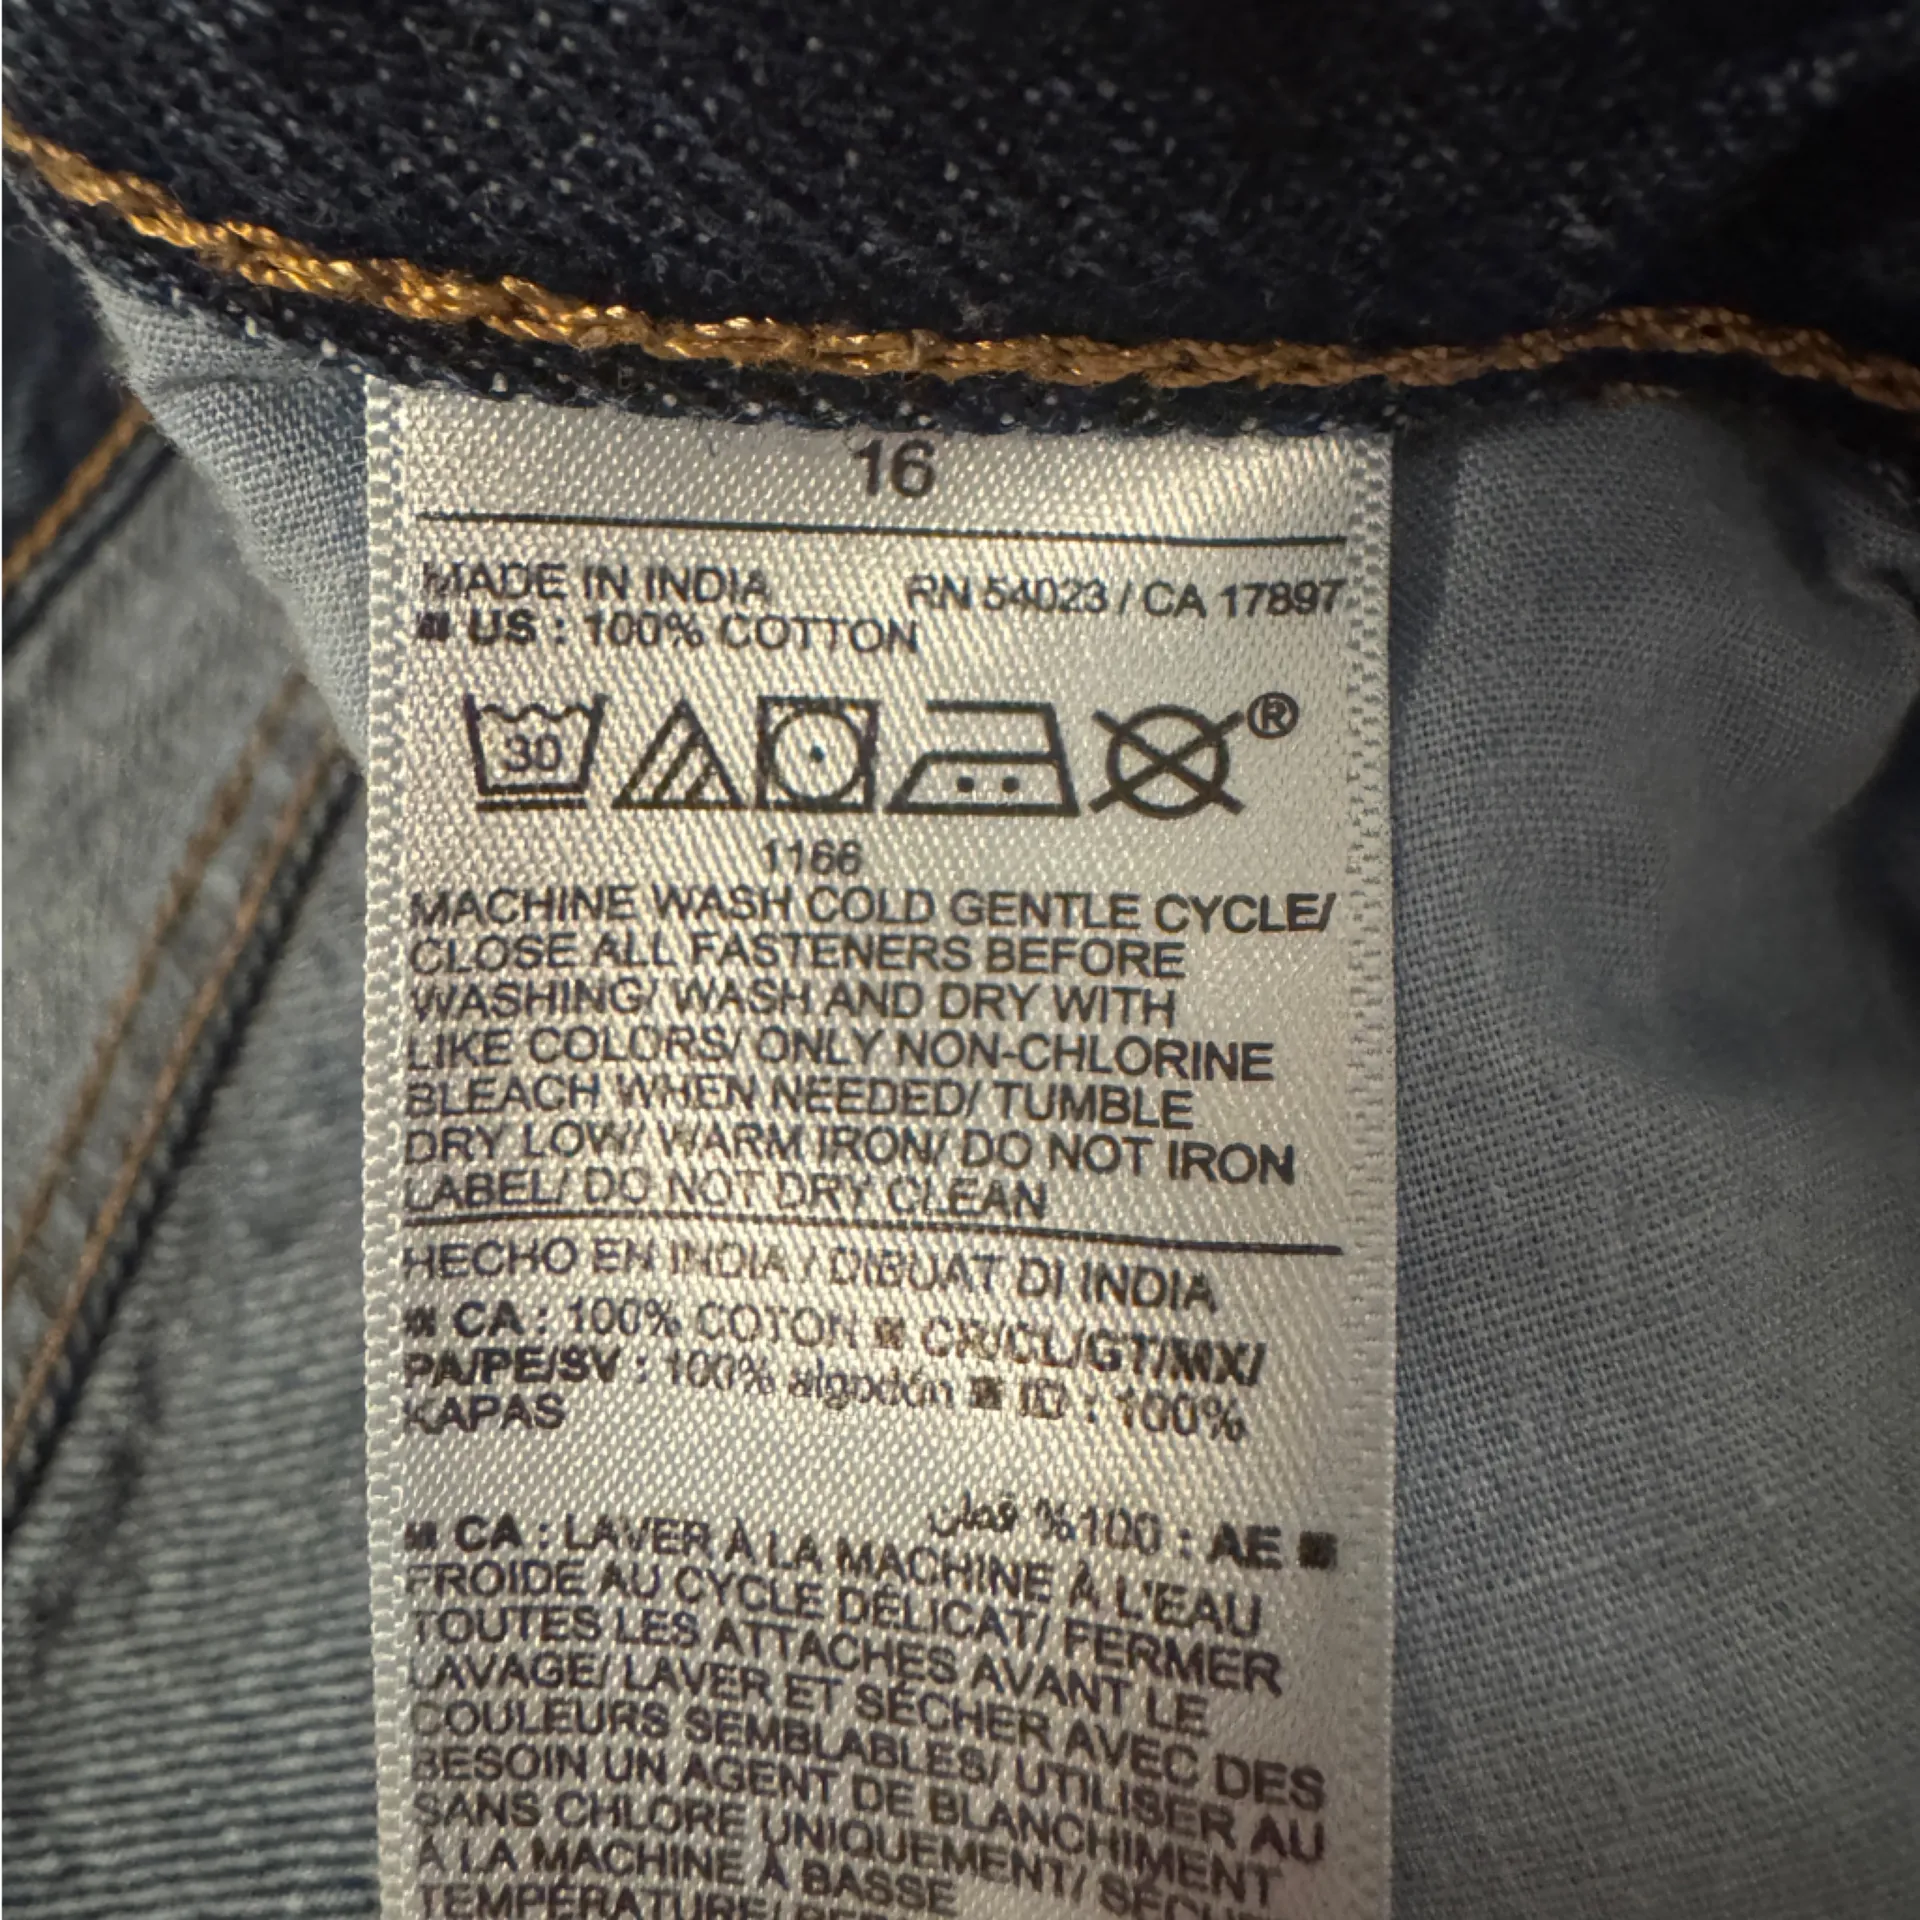 16
MADE IN INDIA RN 54023 / CA 17897
US : 100% COTTON
30
®
1166
MACHINE WASH COLD GENTLE CYCLE/
CLOSE ALL FASTENERS BEFORE
WASHING/ WASH AND DRY WITH
LIKE COLORS/ ONLY NON-CHLORINE
BLEACH WHEN NEEDED/ TUMBLE
DRY LOW/ WARM IRON/ DO NOT IRON
LABEL/ DO NOT DRY CLEAN
HECHO EN INDIA / DIBUAT DI INDIA
CA : 100% COTON CR/CL/GT/MX/
PA/PE/SV : 100% algodón ID : 100%
KAPAS
AE : 100% قطن
CA : LAVER À LA MACHINE À L'EAU
FROIDE AU CYCLE DÉLICAT/ FERMER
TOUTES LES ATTACHES AVANT LE
LAVAGE/ LAVER ET SÉCHER AVEC DES
COULEURS SEMBLABLES/ UTILISER AU
BESOIN UN AGENT DE BLANCHIMENT
SANS CHLORE UNIQUEMENT/
À LA MACHINE À BASSE
TEMPÉRATURE/